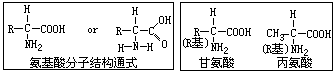 H
R—C—COOH
NH₂
or
H OH
R—C—C
H—N O
H
氨基酸分子结构通式
H
R—C—COOH
(R基) NH₂
甘氨酸
H
CH₃—C—COOH
(R基) NH₂
丙氨酸